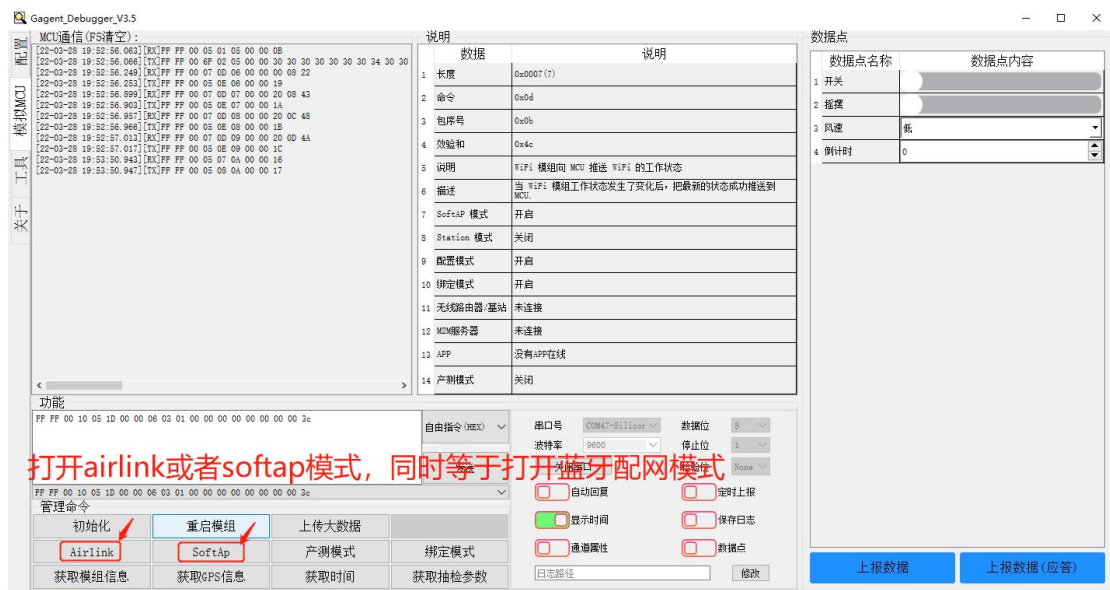 Gagent_Debugger_V3.5
配置
模拟MCU
工具
关于
MCU通信(F5清空):
[22-03-28 19:52:56.063][RX]FF FF 00 05 01 05 00 00 0B
[22-03-28 19:52:56.066][TX]FF FF 00 6F 02 05 00 00 30 30 30 30 30 30 30 34 30 30
[22-03-28 19:52:56.249][RX]FF FF 00 07 0D 06 00 00 00 08 22
[22-03-28 19:52:56.253][TX]FF FF 00 05 0E 06 00 00 19
[22-03-28 19:52:56.899][RX]FF FF 00 07 0D 07 00 00 20 08 43
[22-03-28 19:52:56.903][TX]FF FF 00 05 0E 07 00 00 1A
[22-03-28 19:52:56.957][RX]FF FF 00 07 0D 08 00 00 20 0C 48
[22-03-28 19:52:56.966][TX]FF FF 00 05 0E 08 00 00 1B
[22-03-28 19:52:57.013][RX]FF FF 00 07 0D 09 00 00 20 0D 4A
[22-03-28 19:52:57.017][TX]FF FF 00 05 0E 09 00 00 1C
[22-03-28 19:53:50.943][RX]FF FF 00 05 07 0A 00 00 16
[22-03-28 19:53:50.947][TX]FF FF 00 05 08 0A 00 00 17
说明
数据 说明
1 长度 0x0007(7)
2 命令 0x0d
3 包序号 0x0b
4 效验和 0x4c
5 说明 WiFi 模组向 MCU 推送 WiFi 的工作状态
6 描述 当 WiFi 模组工作状态发生了变化后，把最新的状态成功推送到
MCU.
7 SoftAP 模式 开启
8 Station 模式 关闭
9 配置模式 开启
10 绑定模式 开启
11 无线路由器/基站 未连接
12 M2M服务器 未连接
13 APP 没有APP在线
14 产测模式 关闭
数据点
数据点名称 数据点内容
1 开关
2 摇摆
3 风速 低
4 倒计时 0
功能
FF FF 00 10 05 1D 00 00 06 03 01 00 00 00 00 00 00 00 00 3c
自由指令(HEX)
打开airlink或者softap模式，同时等于打开蓝牙配网模式
FF FF 00 10 05 1D 00 00 06 03 01 00 00 00 00 00 00 00 00 3c
管理命令
初始化 重启模组 上传大数据
Airlink SoftAp 产测模式 绑定模式
获取模组信息 获取GPS信息 获取时间 获取抽检参数
串口号 COM47-Silicor 数据位 8
波特率 9600 停止位 1
None
自动回复 定时上报
显示时间 保存日志
通道属性 数据点
日志路径 修改
上报数据 上报数据(应答)